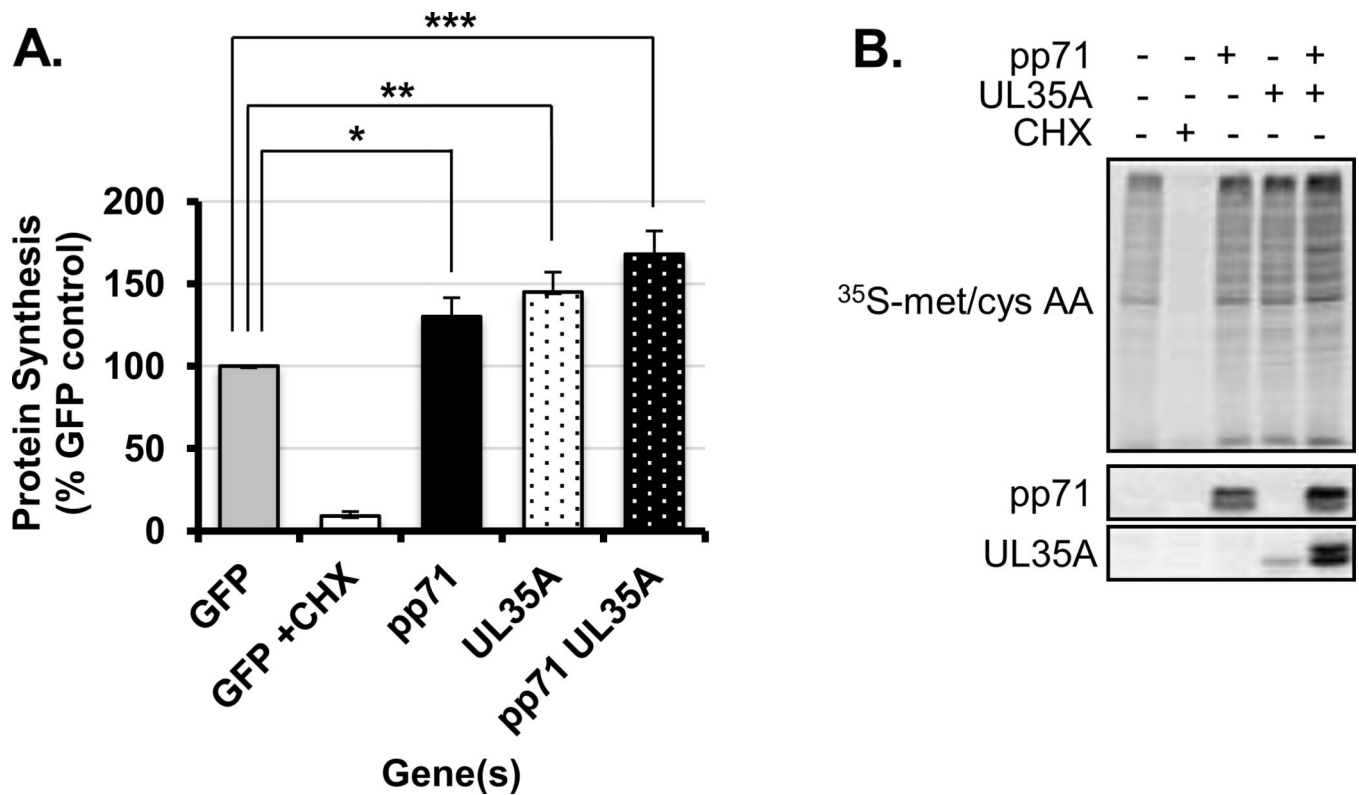 A.
***
**
*
Protein Synthesis
(% GFP control)
200
150
100
50
0
GFP
GFP +CHX
pp71
UL35A
pp71 UL35A
Gene(s)
B.
pp71 - - + - +
UL35A - - - + +
CHX - + - - -
³⁵S-met/cys AA
pp71
UL35A